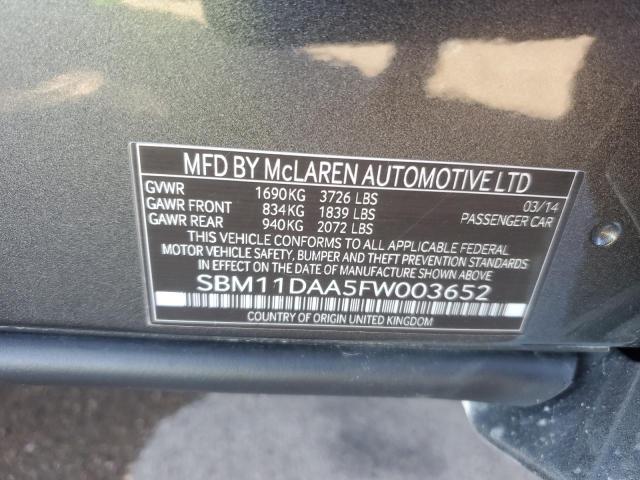 MFD BY McLAREN AUTOMOTIVE LTD
GVWR 1690KG 3726 LBS 03/14
GAWR FRONT 834KG 1839 LBS PASSENGER CAR
GAWR REAR 940KG 2072 LBS
THIS VEHICLE CONFORMS TO ALL APPLICABLE FEDERAL
MOTOR VEHICLE SAFETY, BUMPER AND THEFT PREVENTION
STANDARDS IN EFFECT ON THE DATE OF MANUFACTURE SHOWN ABOVE
SBM11DAA5FW003652
COUNTRY OF ORIGIN UNITED KINGDOM